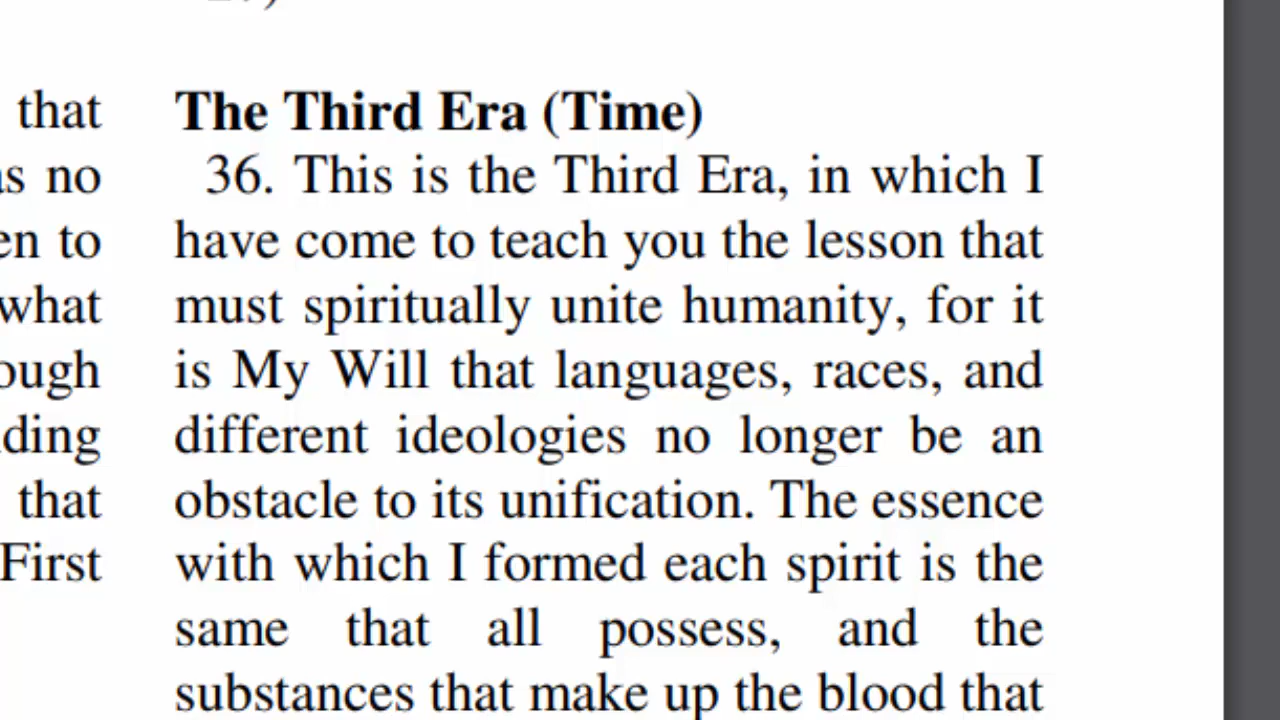 that
no
to
what
that
First
The Third Era (Time)
36. This is the Third Era, in which I
have come to teach you the lesson that
must spiritually unite humanity, for it
is My Will that languages, races, and
different ideologies no longer be an
obstacle to its unification. The essence
with which I formed each spirit is the
same that all possess, and the
substances that make up the blood that